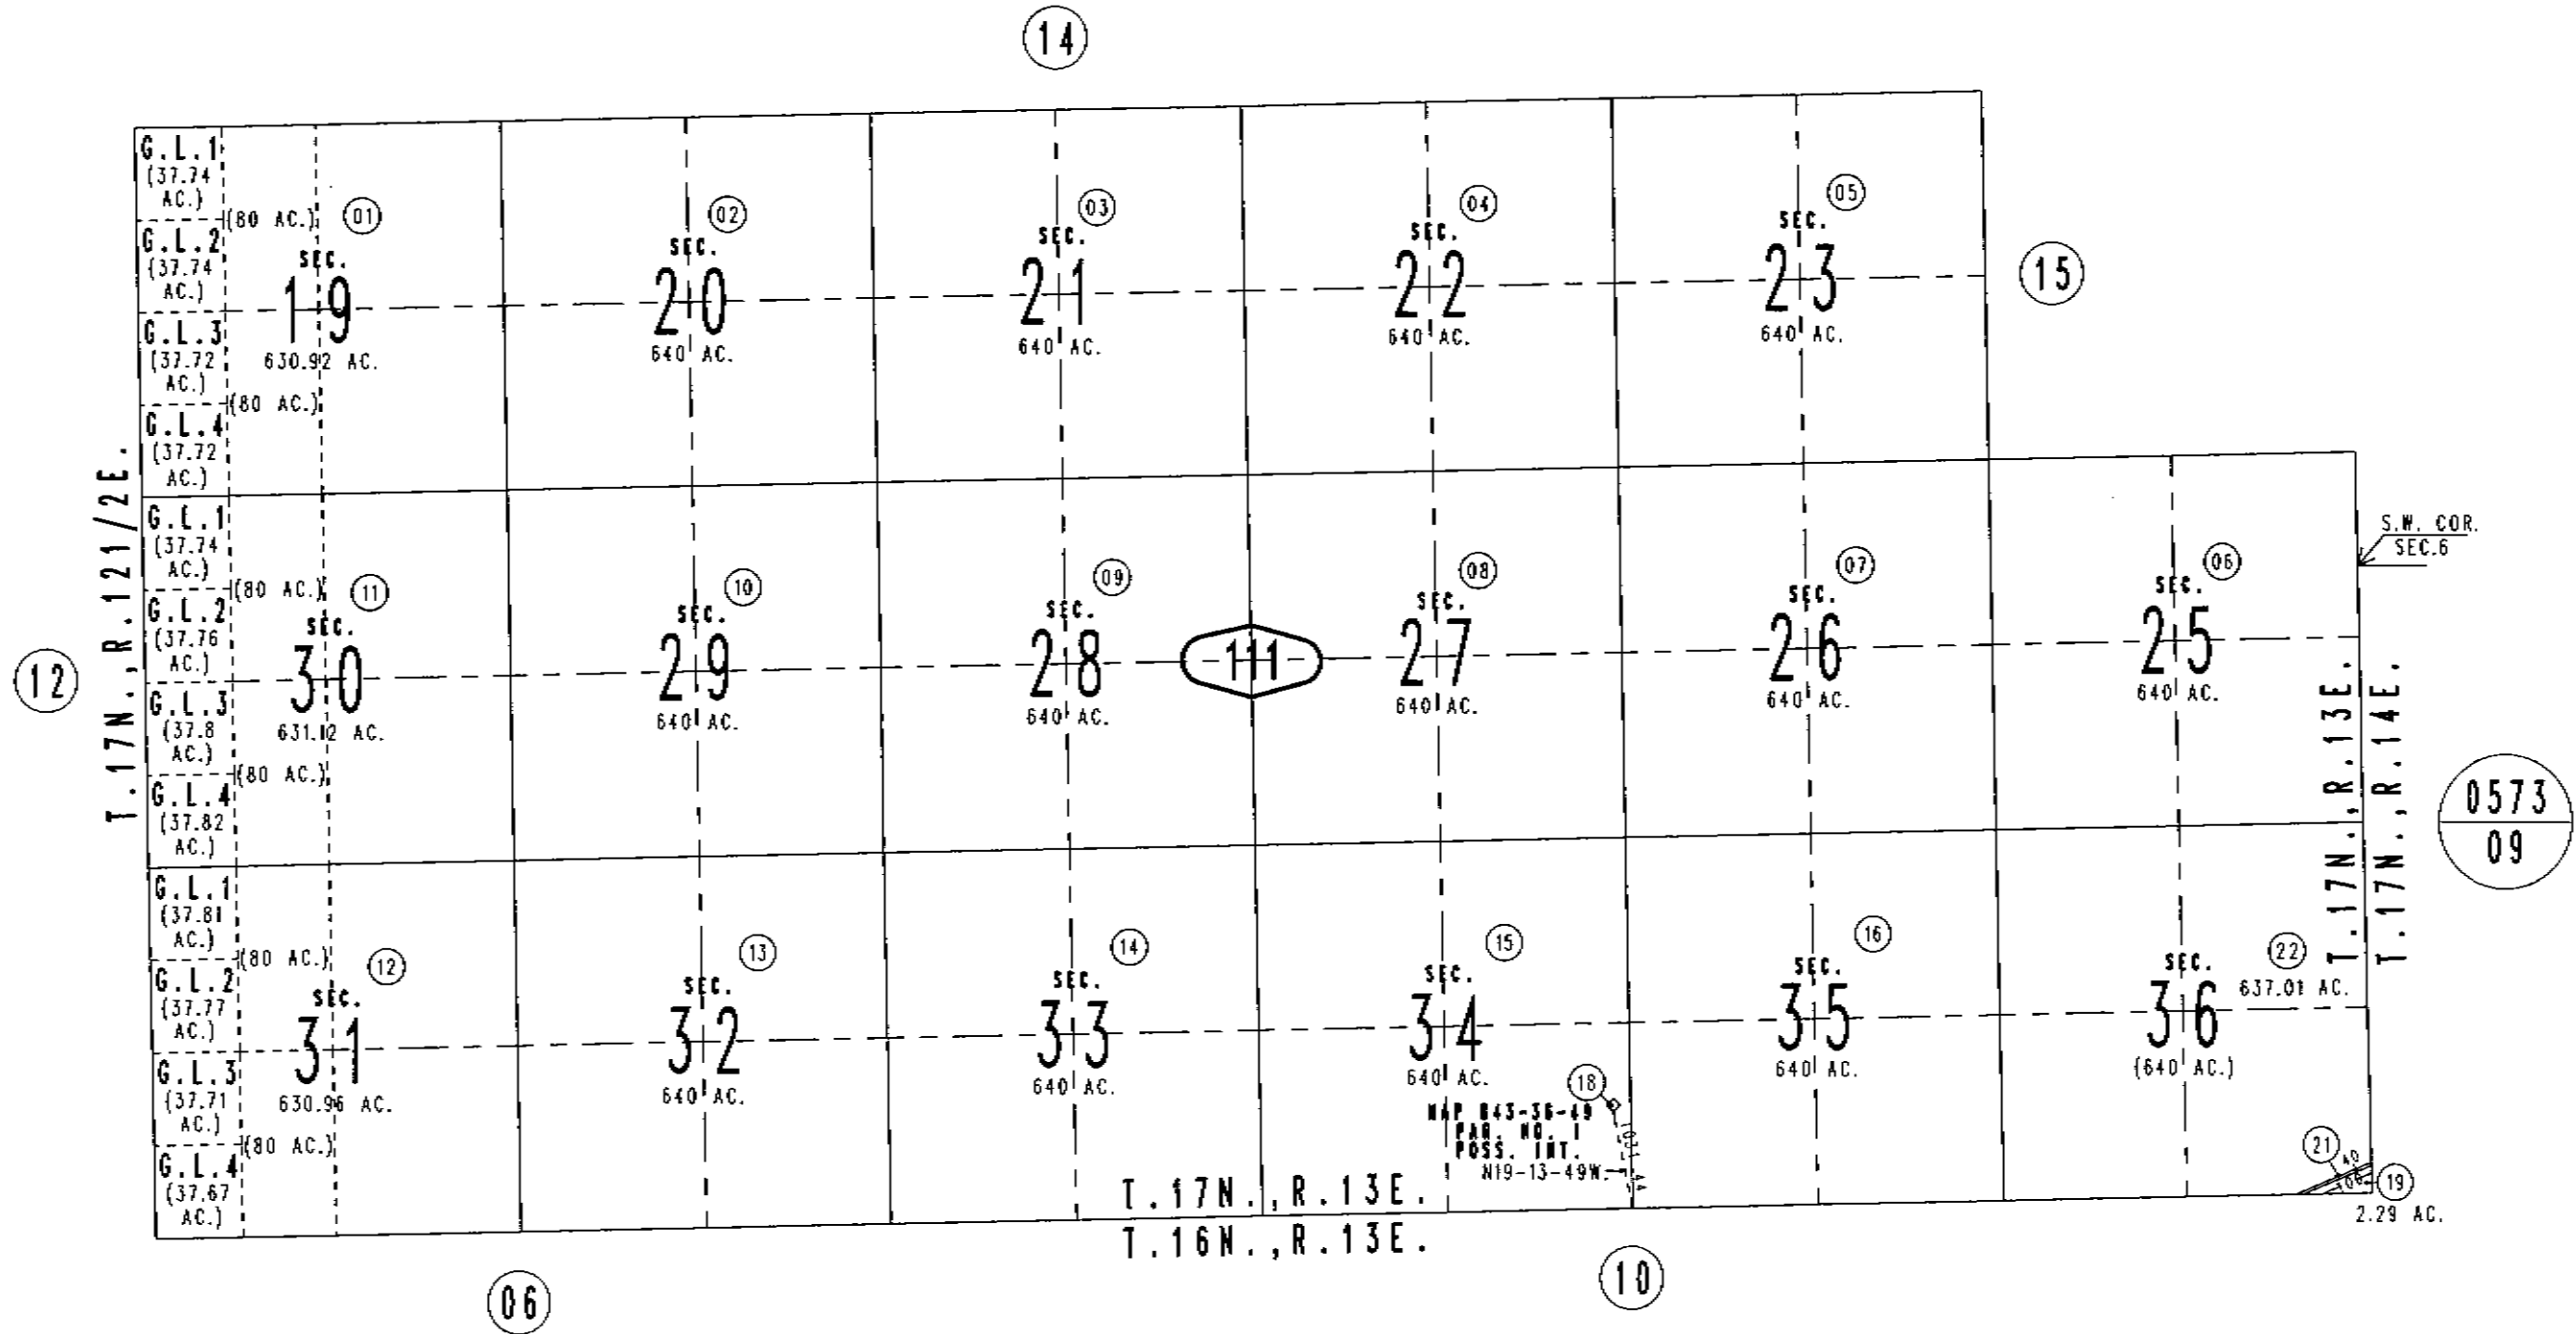 14
G.L.1
(37.74
AC.)
(80 AC.)
01
G.L.2
(37.74
AC.)
SEC.
19
630.92 AC.
G.L.3
(37.72
AC.)
(80 AC.)
G.L.4
(37.72
AC.)
02
SEC.
20
640 AC.
03
SEC.
21
640 AC.
04
SEC.
22
640 AC.
05
SEC.
23
640 AC.
15
T.17N.,R.121/2E.
12
G.L.1
(37.74
AC.)
(80 AC.)
11
G.L.2
(37.76
AC.)
SEC.
30
631.12 AC.
G.L.3
(37.8
AC.)
(80 AC.)
G.L.4
(37.82
AC.)
10
SEC.
29
640 AC.
09
SEC.
28
640 AC.
111
08
SEC.
27
640 AC.
07
SEC.
26
640 AC.
06
SEC.
25
640 AC.
S.W. COR.
SEC.6
T.17N.,R.13E.
T.17N.,R.14E.
0573
09
G.L.1
(37.81
AC.)
(80 AC.)
12
G.L.2
(37.77
AC.)
SEC.
31
630.96 AC.
G.L.3
(37.71
AC.)
(80 AC.)
G.L.4
(37.67
AC.)
13
SEC.
32
640 AC.
14
SEC.
33
640 AC.
15
SEC.
34
640 AC.
18
MAP 843-36-49
PAR. NO. 1
POSS. INT.
N19-13-49W.
16
SEC.
35
640 AC.
22
637.01 AC.
SEC.
36
(640 AC.)
21
40
19
2.29 AC.
T.17N.,R.13E.
T.16N.,R.13E.
06
10